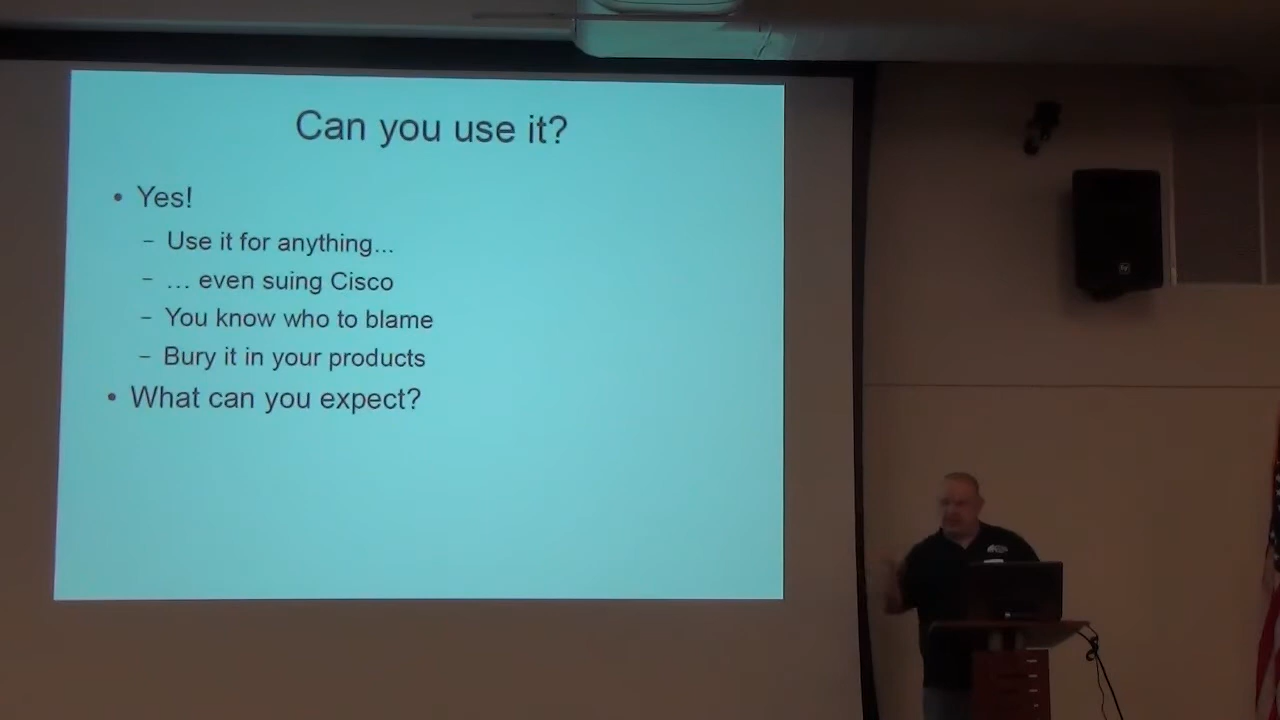 Can you use it?
• Yes!
– Use it for anything...
– ... even suing Cisco
– You know who to blame
– Bury it in your products
• What can you expect?